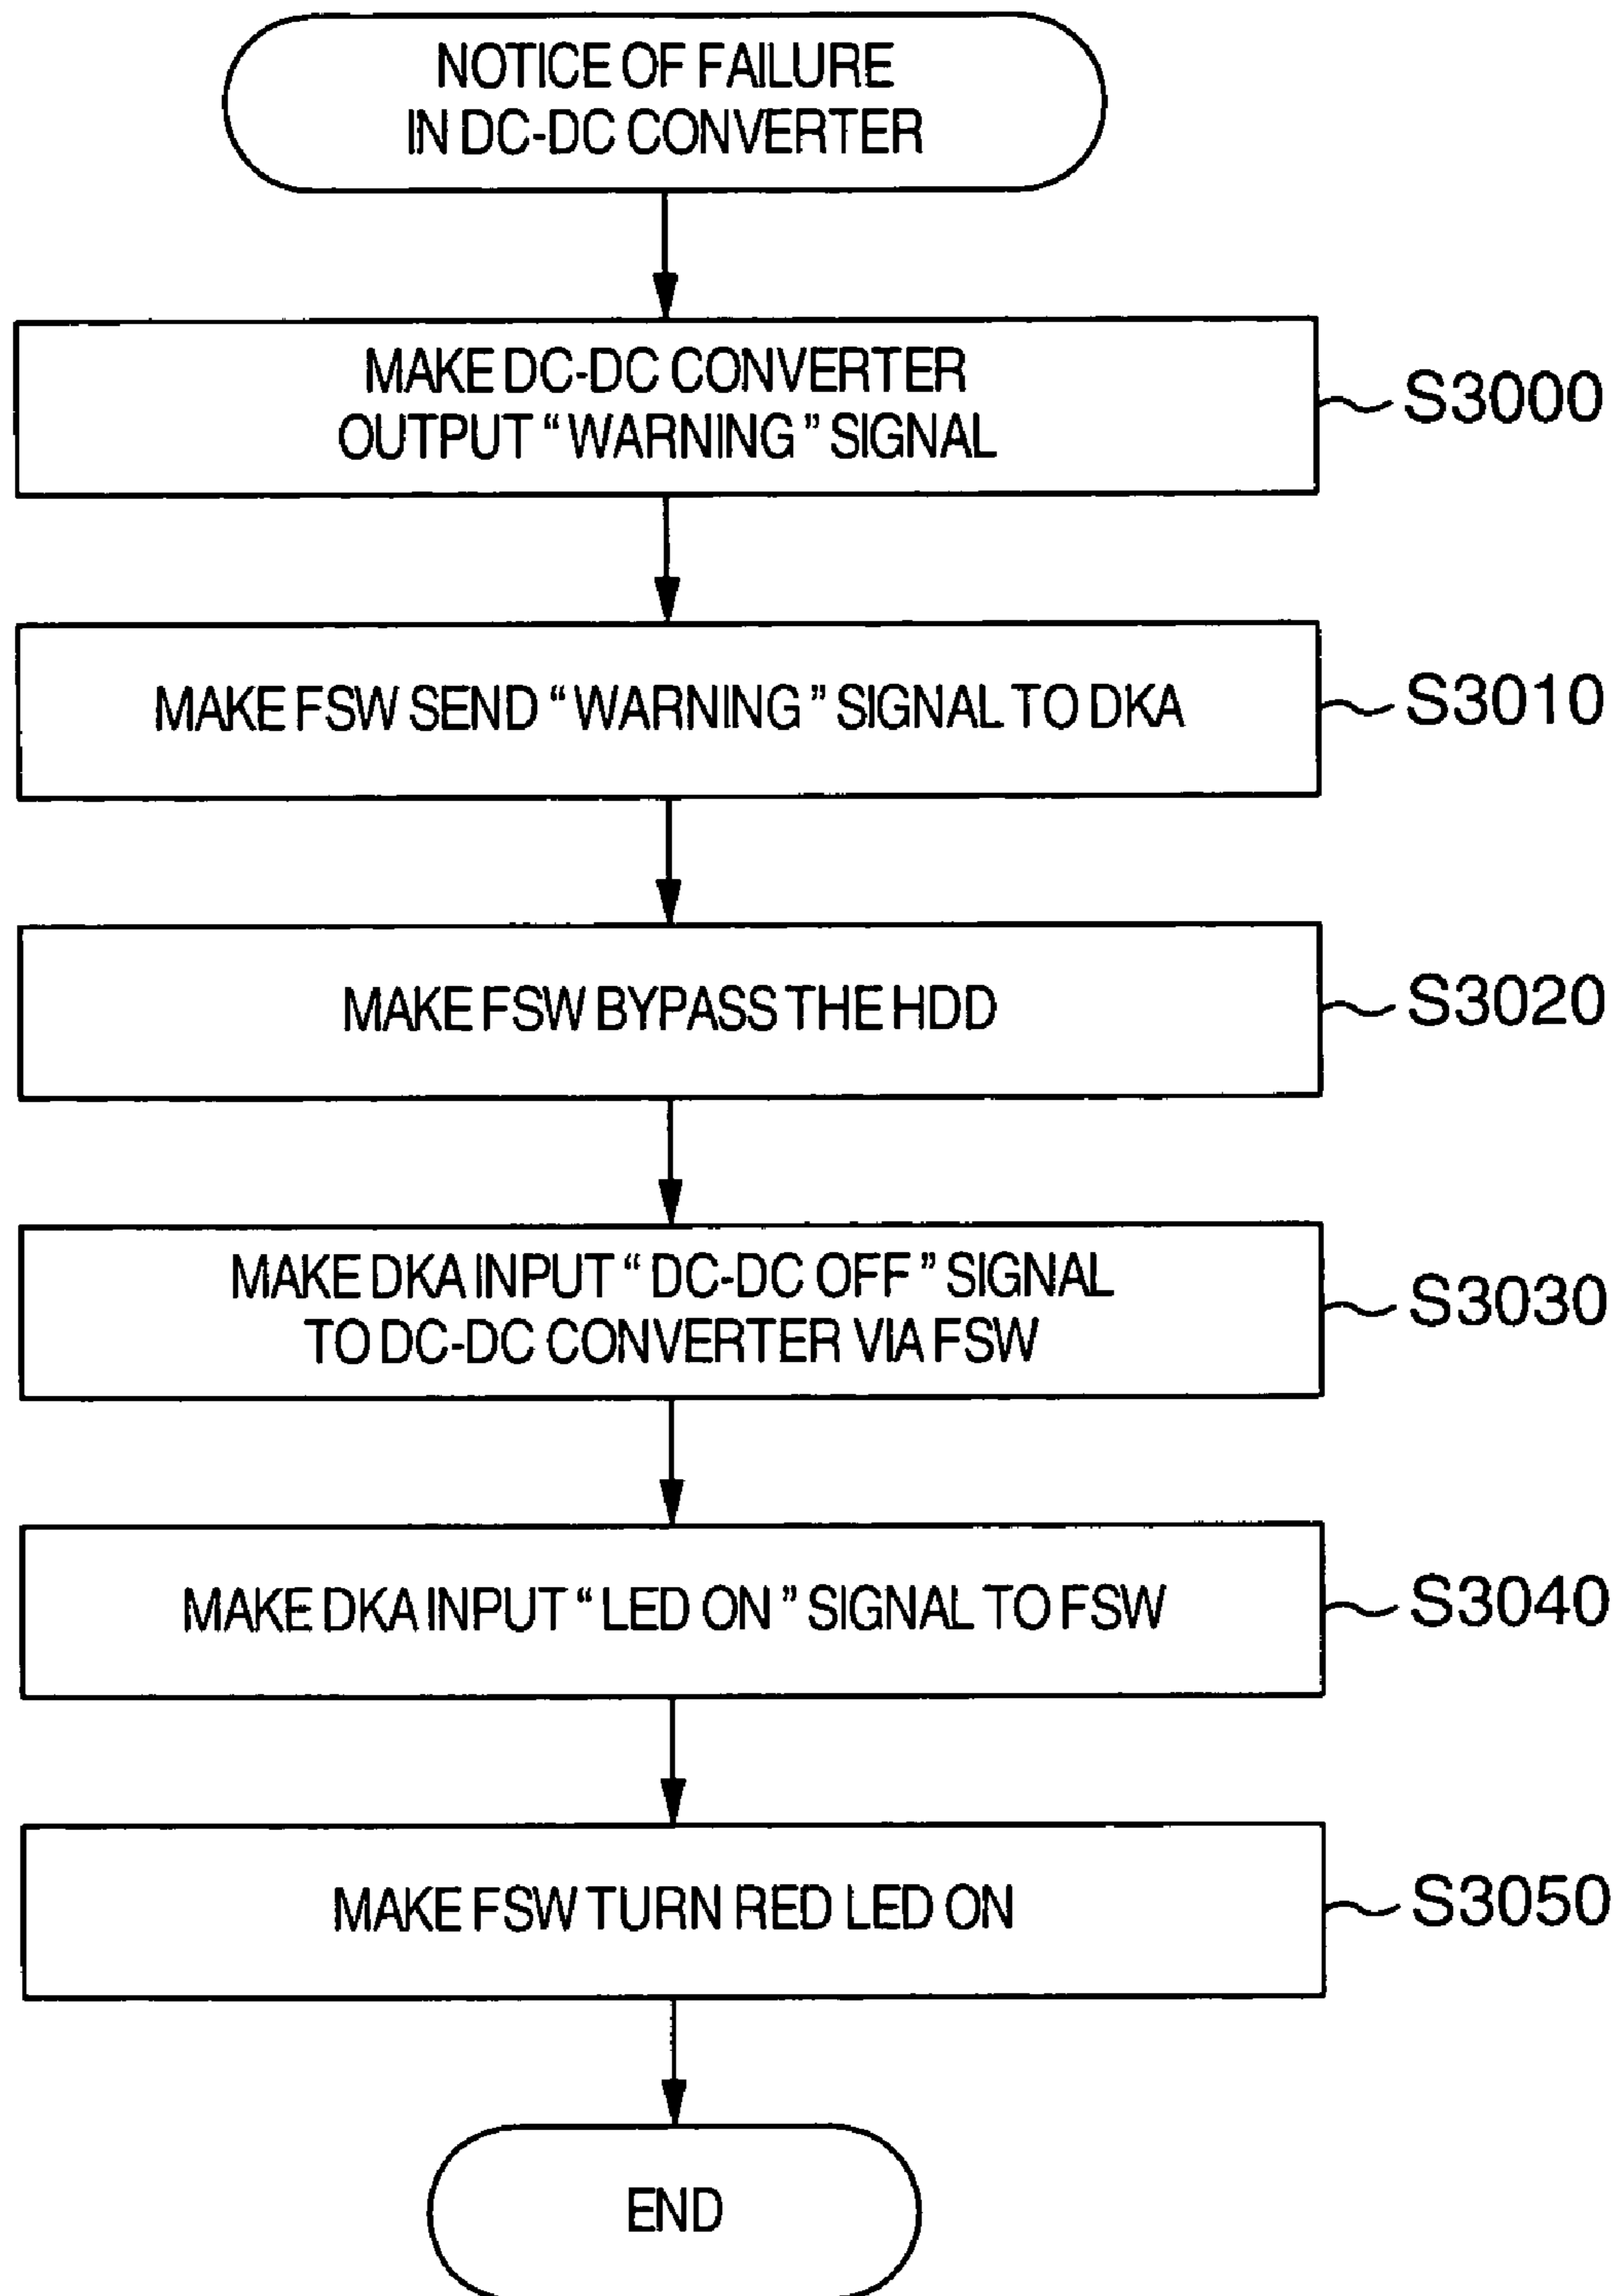 NOTICE OF FAILURE
IN DC-DC CONVERTER
MAKE DC-DC CONVERTER
OUTPUT “WARNING” SIGNAL
S3000
MAKE FSW SEND “WARNING” SIGNAL TO DKA
S3010
MAKE FSW BYPASS THE HDD
S3020
MAKE DKA INPUT “DC-DC OFF” SIGNAL
TO DC-DC CONVERTER VIA FSW
S3030
MAKE DKA INPUT “LED ON” SIGNAL TO FSW
S3040
MAKE FSW TURN RED LED ON
S3050
END